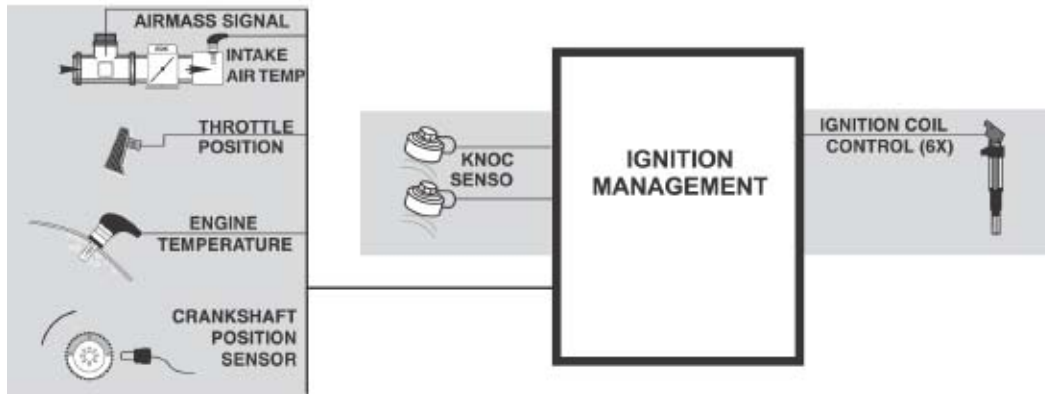 AIRMASS SIGNAL
INTAKE
AIR TEMP
THROTTLE
POSITION
ENGINE
TEMPERATURE
CRANKSHAFT
POSITION
SENSOR
KNOC
SENSO
IGNITION
MANAGEMENT
IGNITION COIL
CONTROL (6X)